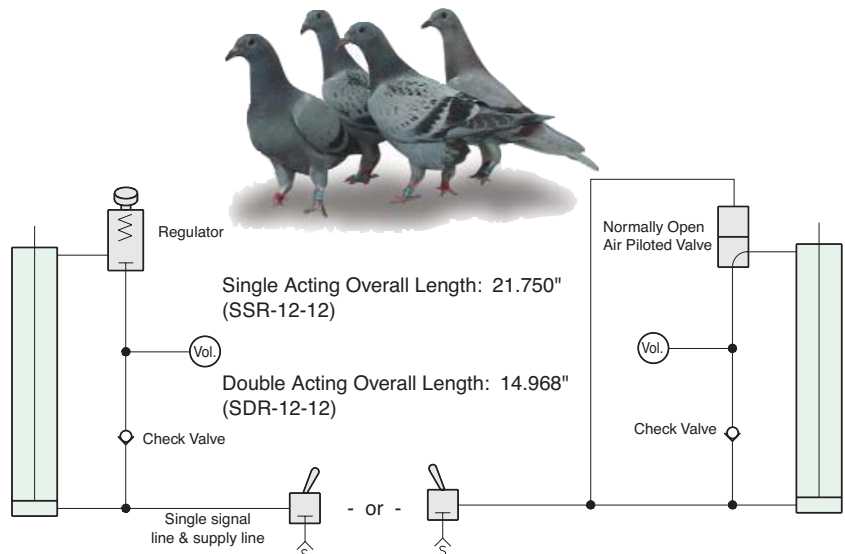 Regulator
Normally Open
Air Piloted Valve
Single Acting Overall Length: 21.750"
(SSR-12-12)
Vol.
Vol.
Double Acting Overall Length: 14.968"
(SDR-12-12)
Check Valve
Check Valve
- or -
Single signal
line & supply line
S
S